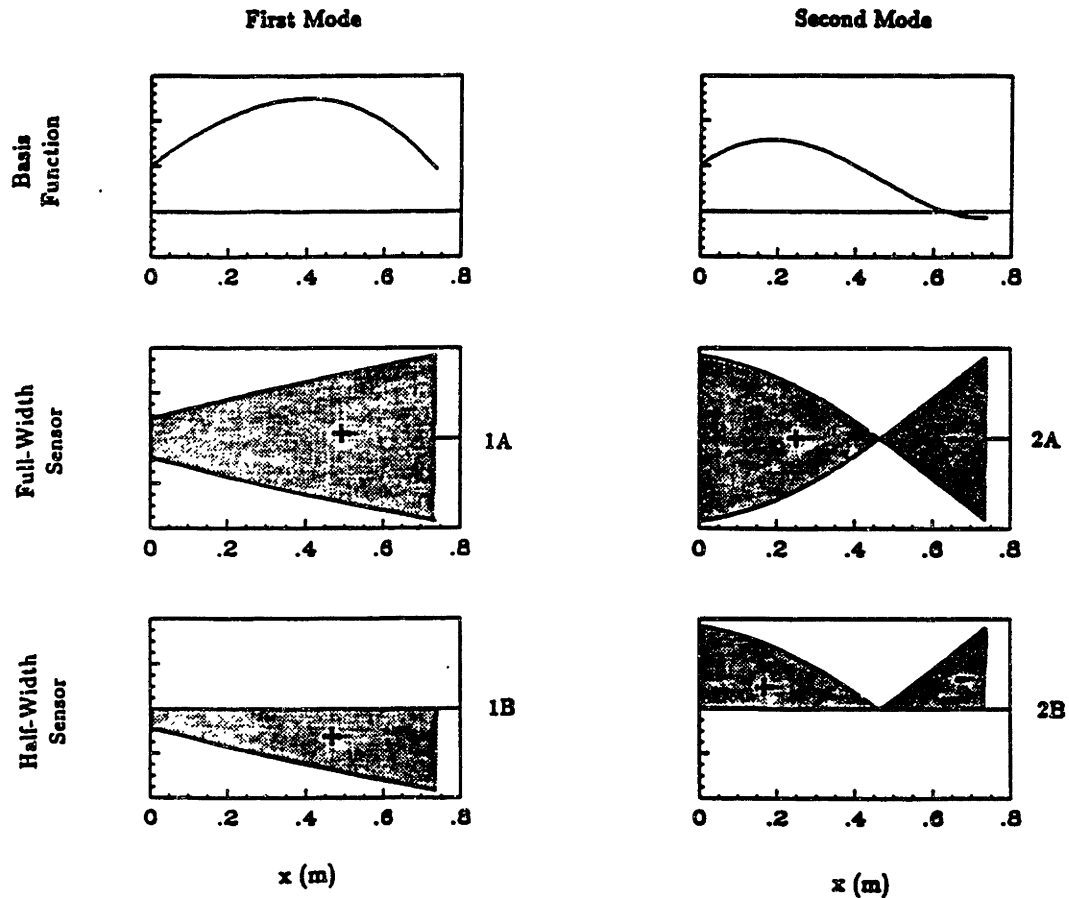 First Mode
Second Mode
Basis
Function
0 .2 .4 .6 .8
0 .2 .4 .6 .8
Full-Width
Sensor
+
1A
+
2A
0 .2 .4 .6 .8
0 .2 .4 .6 .8
Half-Width
Sensor
+
1B
+
−
2B
0 .2 .4 .6 .8
0 .2 .4 .6 .8
x (m)
x (m)